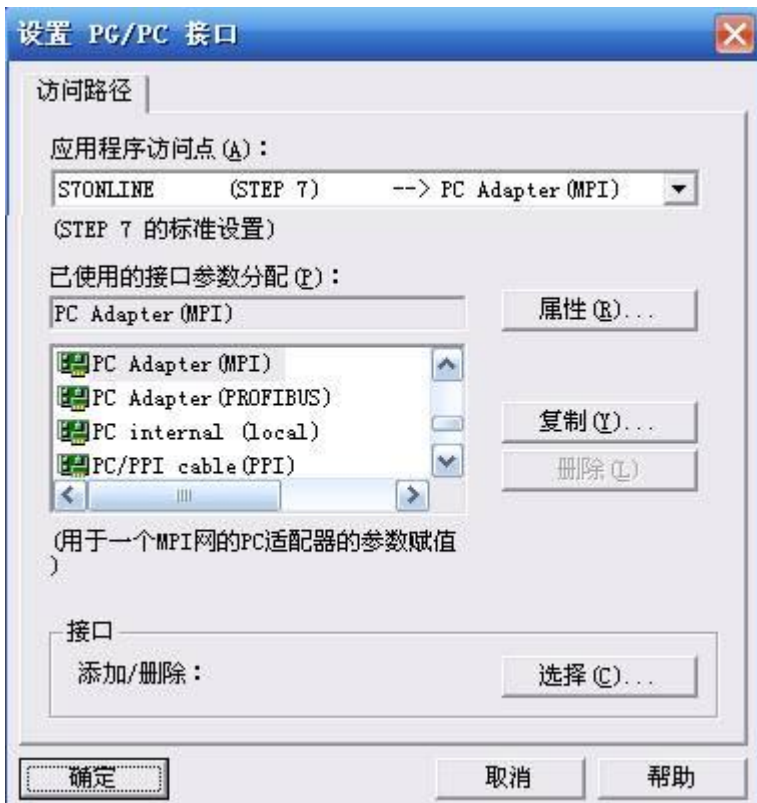 设置 PG/PC 接口
访问路径
应用程序访问点(A):
S7ONLINE (STEP 7) --> PC Adapter(MPI)
(STEP 7 的标准设置)
已使用的接口参数分配(P):
PC Adapter(MPI)
属性(R)...
PC Adapter(MPI)
PC Adapter(PROFIBUS)
PC internal (local)
PC/PPI cable(PPI)
复制(Y)...
删除(L)
(用于一个MPI网的PC适配器的参数赋值
)
接口
添加/删除:
选择(C)...
确定
取消
帮助